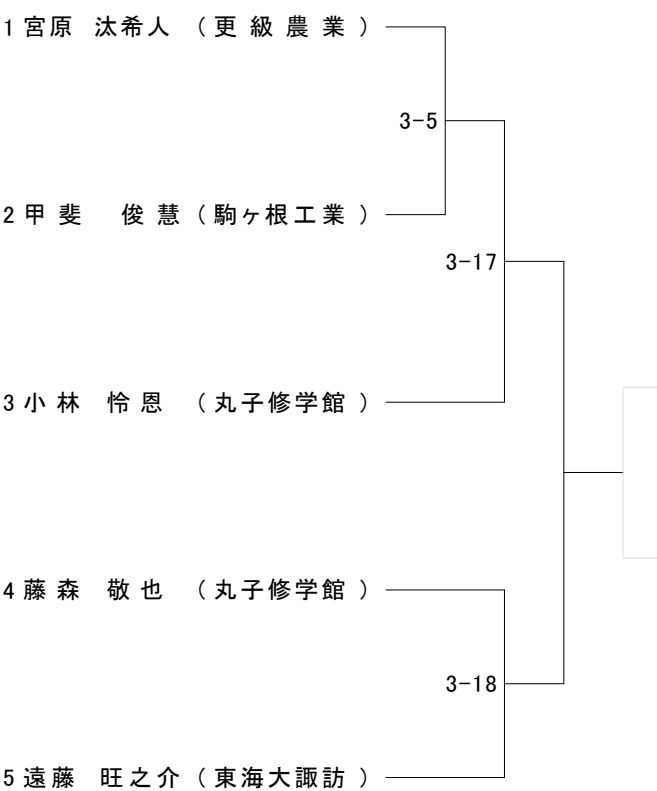 1 宮原 汰希人 （更級農業）
3-5
2 甲斐 俊慧 （駒ヶ根工業）
3-17
3 小林 怜恩 （丸子修学館）
4 藤森 敬也 （丸子修学館）
3-18
5 遠藤 旺之介 （東海大諏訪）